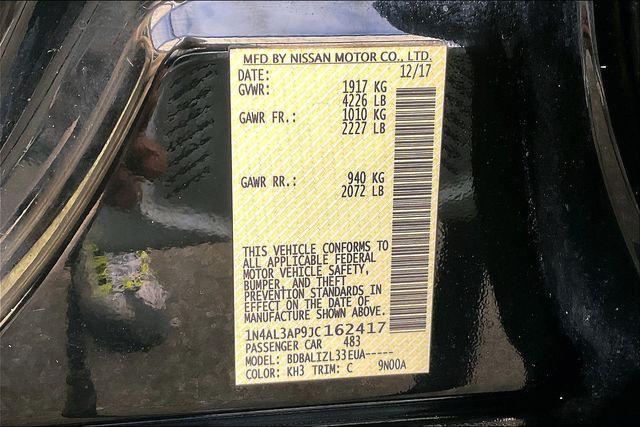 MFD BY NISSAN MOTOR CO., LTD.
DATE: 12/17
GVWR: 1917 KG
4226 LB
GAWR FR.: 1010 KG
2227 LB
GAWR RR.: 940 KG
2072 LB
THIS VEHICLE CONFORMS TO
ALL APPLICABLE FEDERAL
MOTOR VEHICLE SAFETY,
BUMPER, AND THEFT
PREVENTION STANDARDS IN
EFFECT ON THE DATE OF
MANUFACTURE SHOWN ABOVE.
1N4AL3AP9JC162417
PASSENGER CAR 483
MODEL: BDBALIZL33EUA-----
COLOR: KH3 TRIM: C 9N00A